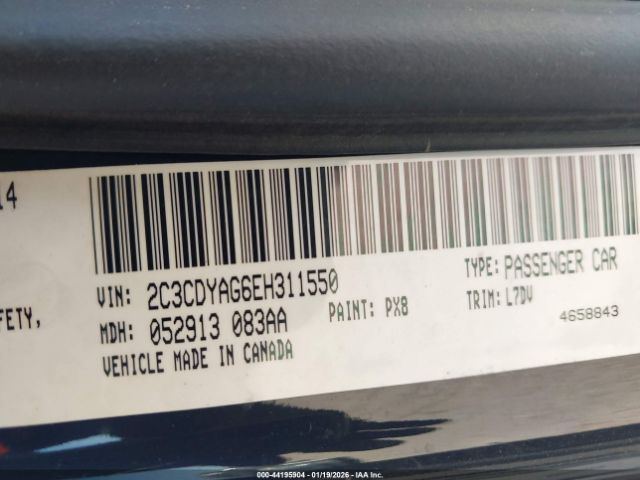 14
FETY,
VIN: 2C3CDYAG6EH311550
TYPE: PASSENGER CAR
MDH: 052913 083AA
PAINT: PX8
TRIM: L7DV
VEHICLE MADE IN CANADA
4658843
000-44195904 - 01/19/2026 - © IAA Inc.